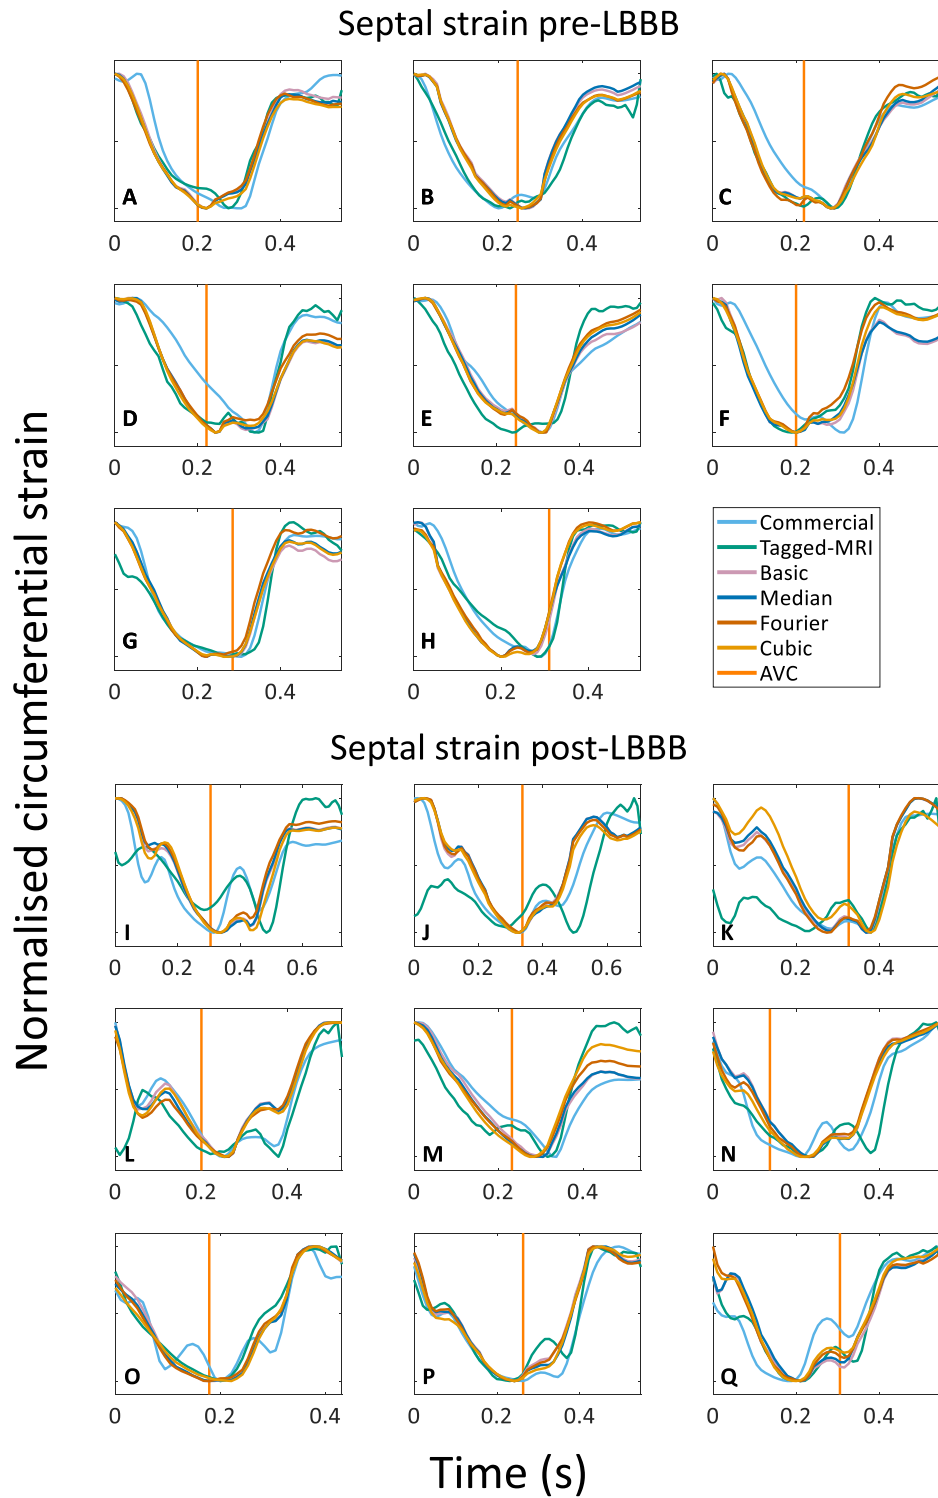 Septal strain pre-LBBB
A
B
C
0 0.2 0.4
0 0.2 0.4
0 0.2 0.4
D
E
F
0 0.2 0.4
0 0.2 0.4
0 0.2 0.4
G
H
0 0.2 0.4
0 0.2 0.4
Commercial
Tagged-MRI
Basic
Median
Fourier
Cubic
AVC
Normalised circumferential strain
Septal strain post-LBBB
I
J
K
0 0.2 0.4 0.6
0 0.2 0.4 0.6
0 0.2 0.4
L
M
N
0 0.2 0.4
0 0.2 0.4
0 0.2 0.4
O
P
Q
0 0.2 0.4
0 0.2 0.4
0 0.2 0.4
Time (s)